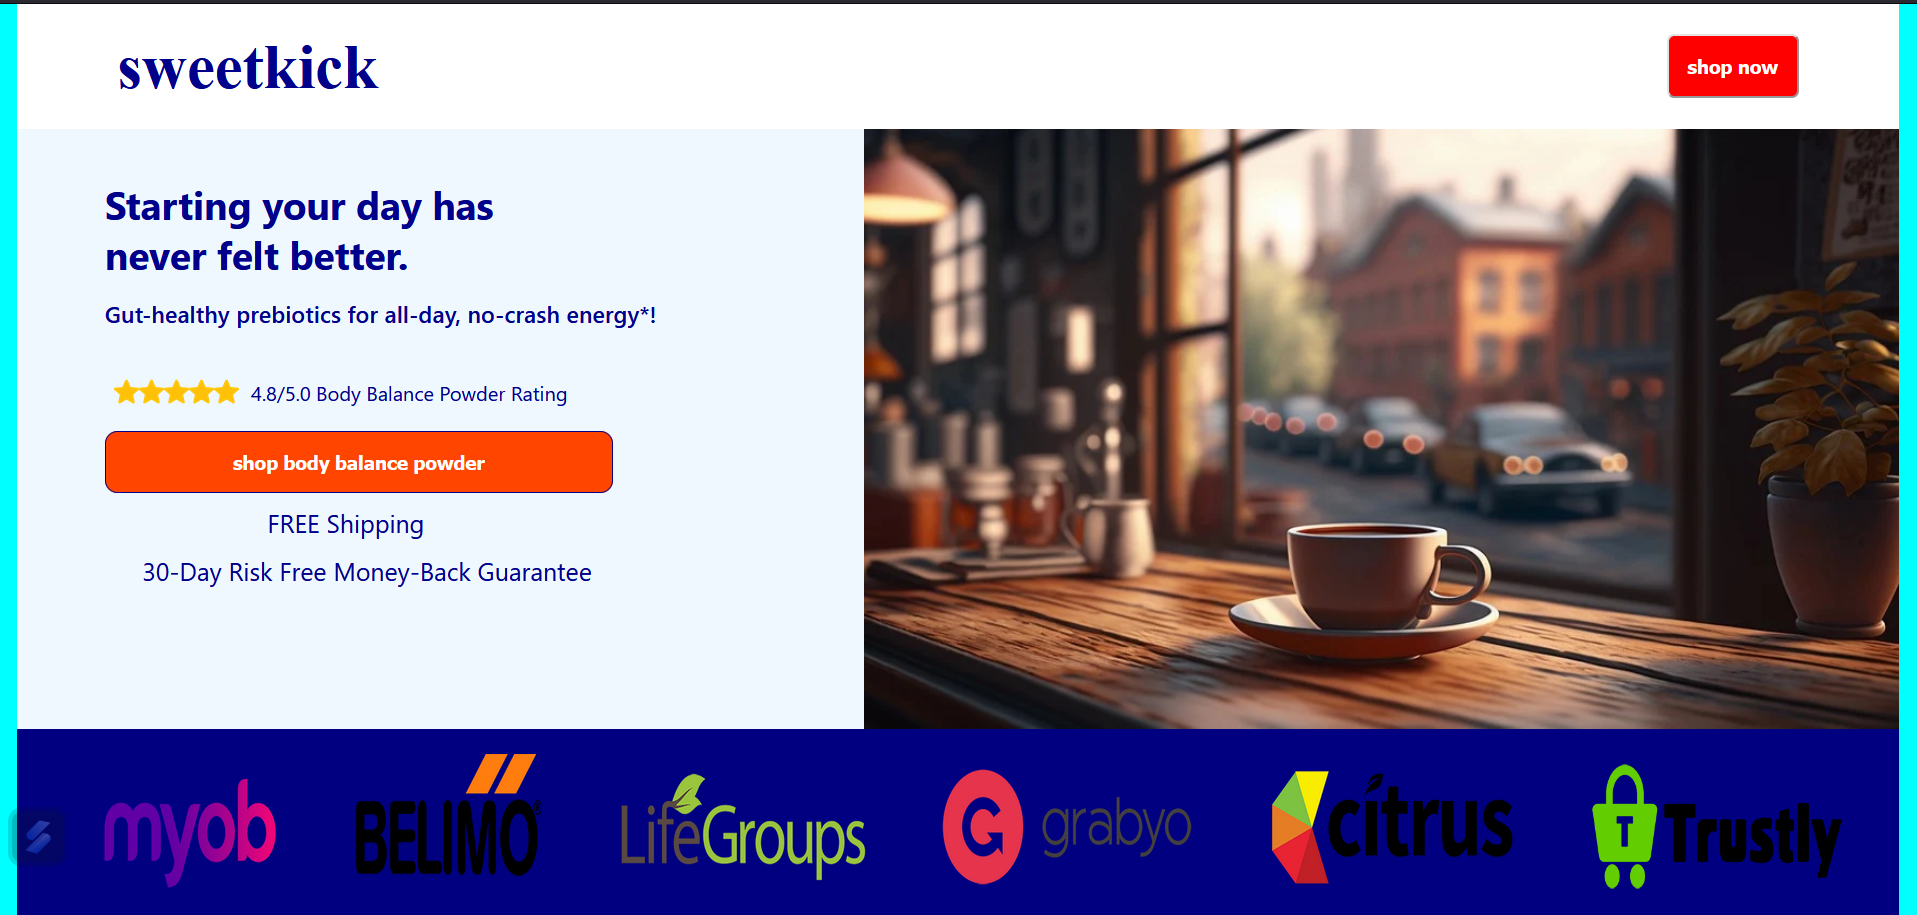 sweetkick
shop now
Starting your day has
never felt better.
Gut-healthy prebiotics for all-day, no-crash energy*!
4.8/5.0 Body Balance Powder Rating
shop body balance powder
FREE Shipping
30-Day Risk Free Money-Back Guarantee
myob
BELIMO®
LifeGroups
G grabyo
citrus
T Trustly